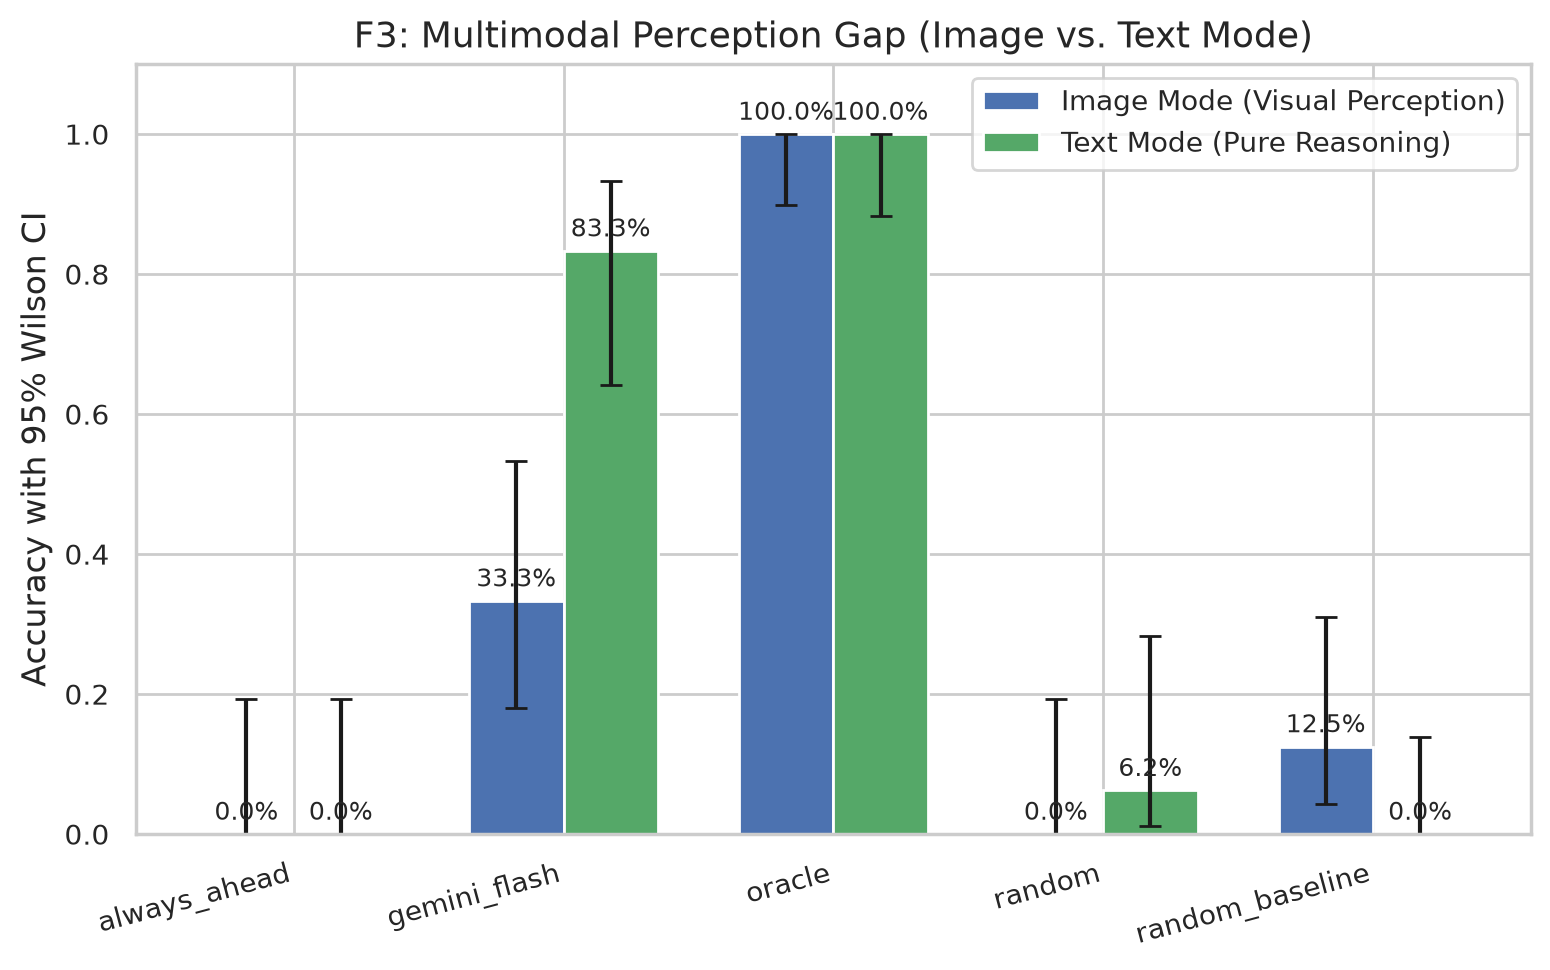 F3: Multimodal Perception Gap (Image vs. Text Mode)
Image Mode (Visual Perception)
Text Mode (Pure Reasoning)
Accuracy with 95% Wilson CI
1.0
0.8
0.6
0.4
0.2
0.0
0.0%
0.0%
33.3%
83.3%
100.0%
100.0%
0.0%
6.2%
12.5%
0.0%
always_ahead
gemini_flash
oracle
random
random_baseline